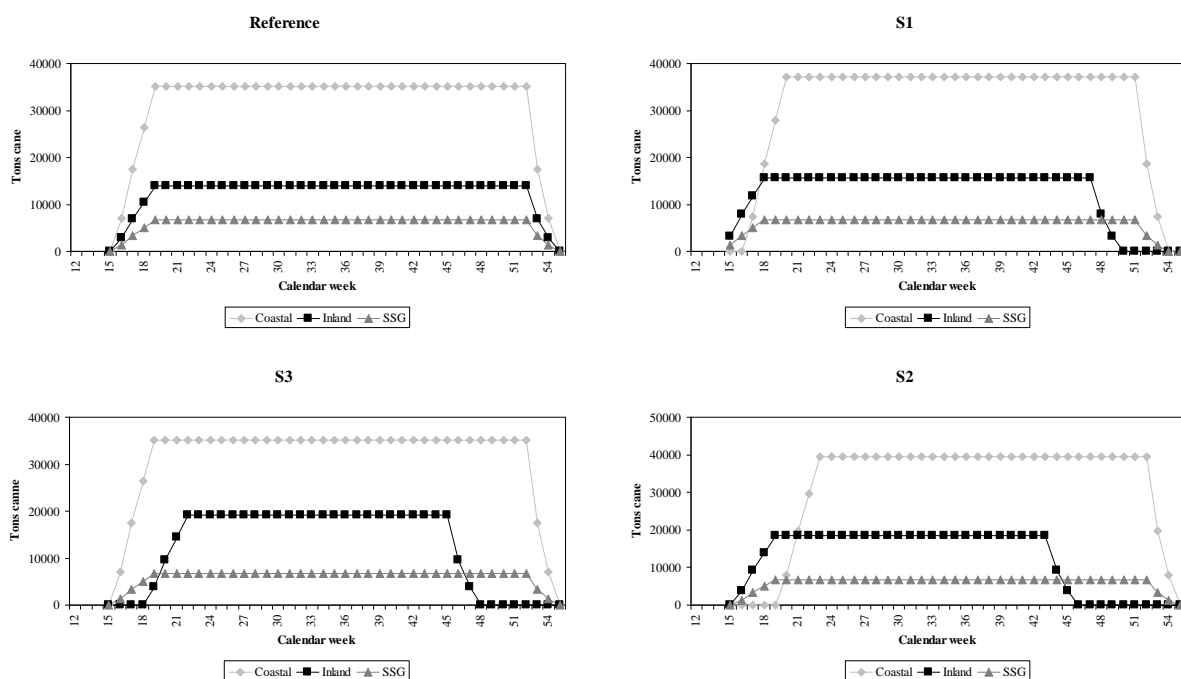 Reference
40000
30000
20000
10000
0
Tons cane
12 15 18 21 24 27 30 33 36 39 42 45 48 51 54
Calendar week
Coastal Inland SSG
S1
40000
30000
20000
10000
0
Tons cane
12 15 18 21 24 27 30 33 36 39 42 45 48 51 54
Calendar week
Coastal Inland SSG
S3
40000
30000
20000
10000
0
Tons canne
12 15 18 21 24 27 30 33 36 39 42 45 48 51 54
Calendar week
Coastal Inland SSG
S2
50000
40000
30000
20000
10000
0
Tons cane
12 15 18 21 24 27 30 33 36 39 42 45 48 51 54
Calendar week
Coastal Inland SSG